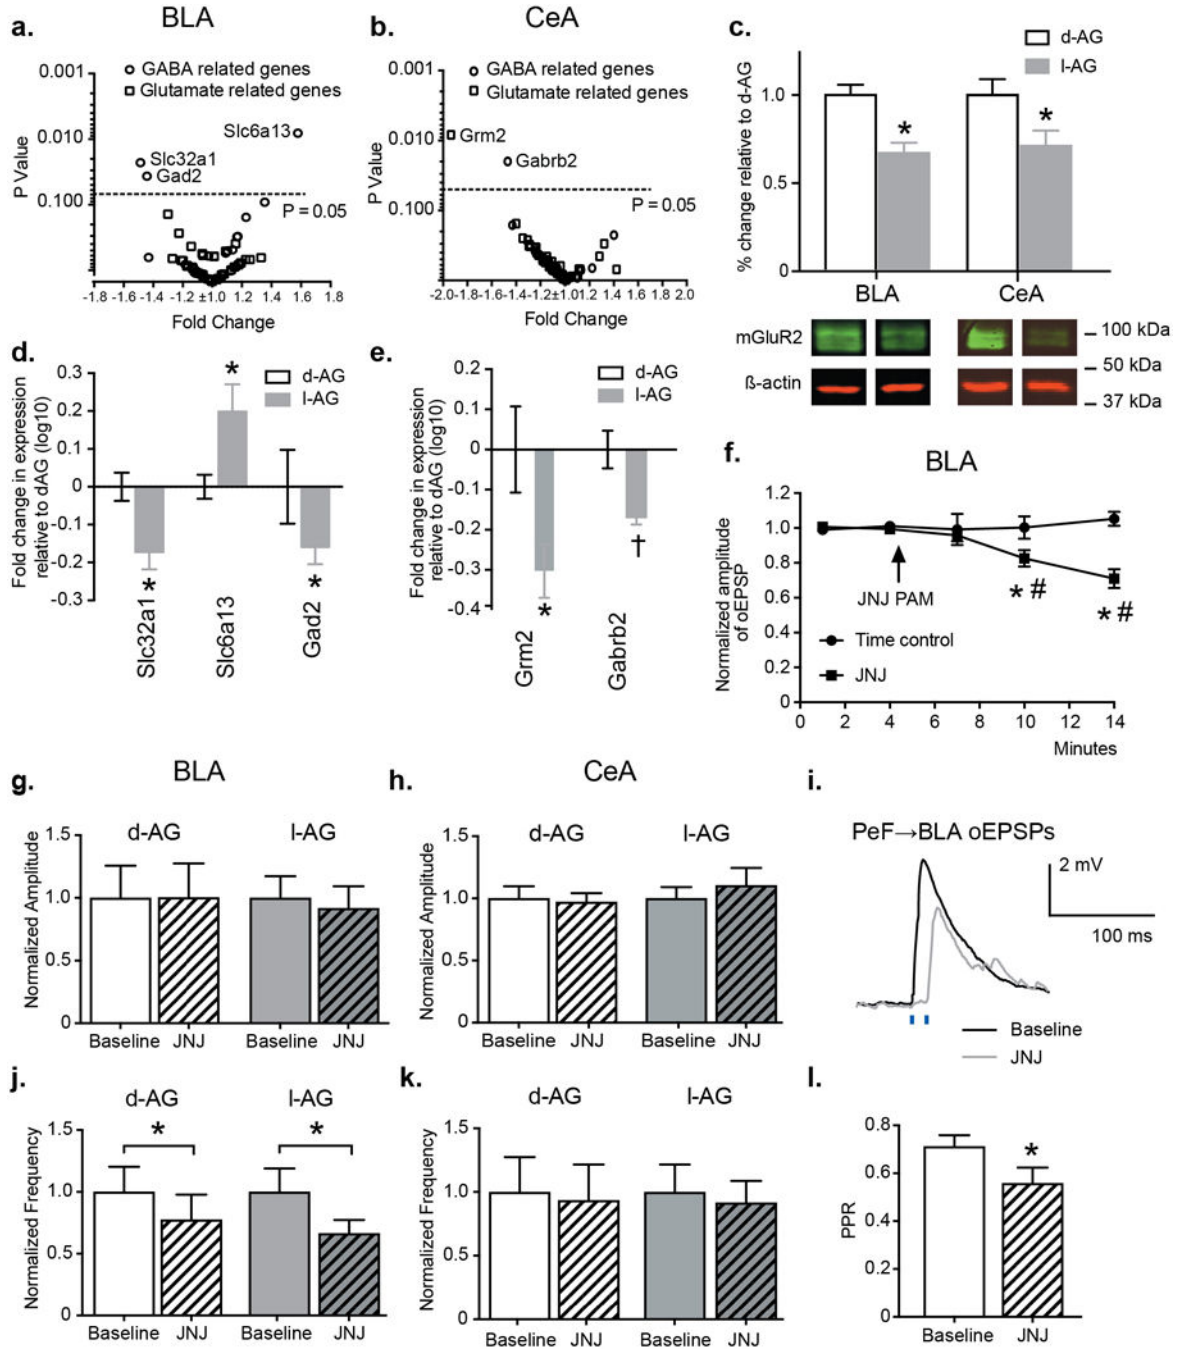 a.
BLA
GABA related genes
Glutamate related genes
0.001
0.010
0.100
P Value
Slc6a13
Slc32a1
Gad2
P = 0.05
-1.8 -1.6 -1.4 -1.2 ±1.0 1.2 1.4 1.6 1.8
Fold Change
b.
CeA
GABA related genes
Glutamate related genes
0.001
0.010
0.100
P Value
Grm2
Gabrb2
P = 0.05
-2.0 -1.8 -1.6 -1.4 -1.2 ±1.0 1.2 1.4 1.6 1.8 2.0
Fold Change
c.
d-AG
l-AG
% change relative to d-AG
1.0
0.5
0
* *
BLA CeA
mGluR2
ß-actin
100 kDa
50 kDa
37 kDa
d.
d-AG
l-AG
Fold change in expression
relative to dAG (log10)
0.3
0.2
0.1
0
-0.1
-0.2
-0.3
*
* *
Slc32a1
Slc6a13
Gad2
e.
d-AG
l-AG
Fold change in expression
relative to dAG (log10)
0.2
0.1
0
-0.1
-0.2
-0.3
-0.4
†
*
Grm2
Gabrb2
f.
BLA
Normalized amplitude
of oEPSP
1.2
1.0
0.8
0.6
0.4
0.2
0
JNJ PAM
* #
* #
Time control
JNJ
0 2 4 6 8 10 12 14
Minutes
g.
BLA
d-AG l-AG
Normalized Amplitude
1.5
1.0
0.5
0
Baseline JNJ Baseline JNJ
h.
CeA
d-AG l-AG
Normalized Amplitude
1.5
1.0
0.5
0
Baseline JNJ Baseline JNJ
i.
PeF→BLA oEPSPs
2 mV
100 ms
Baseline
JNJ
j.
d-AG l-AG
Normalized Frequency
1.5
1.0
0.5
0
* *
Baseline JNJ Baseline JNJ
k.
d-AG l-AG
Normalized Frequency
1.5
1.0
0.5
0
Baseline JNJ Baseline JNJ
l.
PPR
0.8
0.6
0.4
0.2
0
*
Baseline JNJ